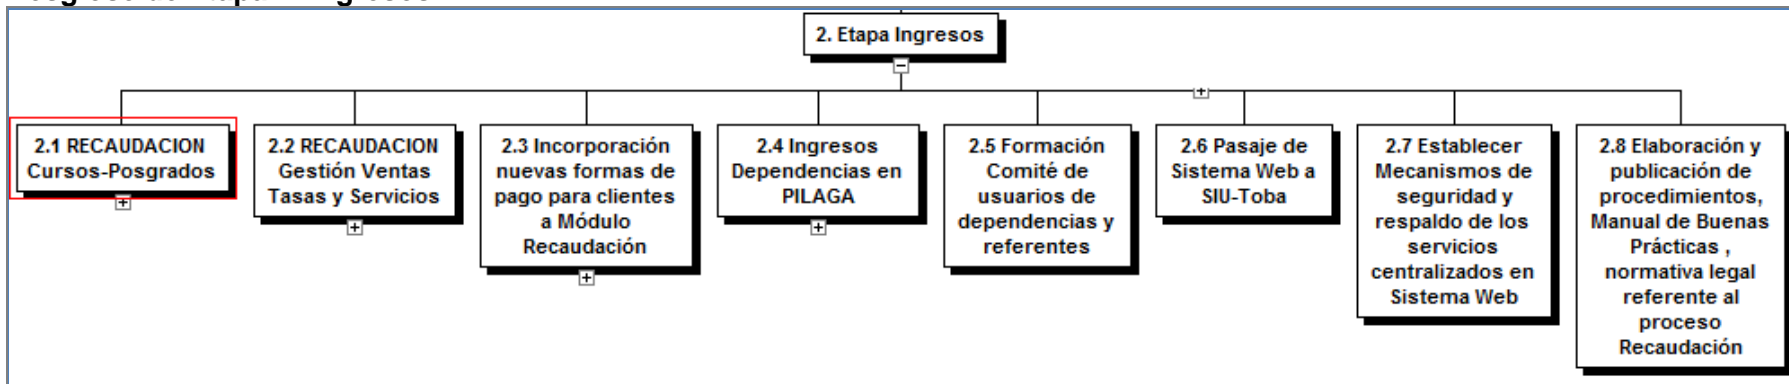 2. Etapa Ingresos
2.1 RECAUDACION
Cursos-Posgrados
2.2 RECAUDACION
Gestión Ventas
Tasas y Servicios
2.3 Incorporación
nuevas formas de
pago para clientes
a Módulo
Recaudación
2.4 Ingresos
Dependencias en
PILAGA
2.5 Formación
Comité de
usuarios de
dependencias y
referentes
2.6 Pasaje de
Sistema Web a
SIU-Toba
2.7 Establecer
Mecanismos de
seguridad y
respaldo de los
servicios
centralizados en
Sistema Web
2.8 Elaboración y
publicación de
procedimientos,
Manual de Buenas
Prácticas ,
normativa legal
referente al
proceso
Recaudación